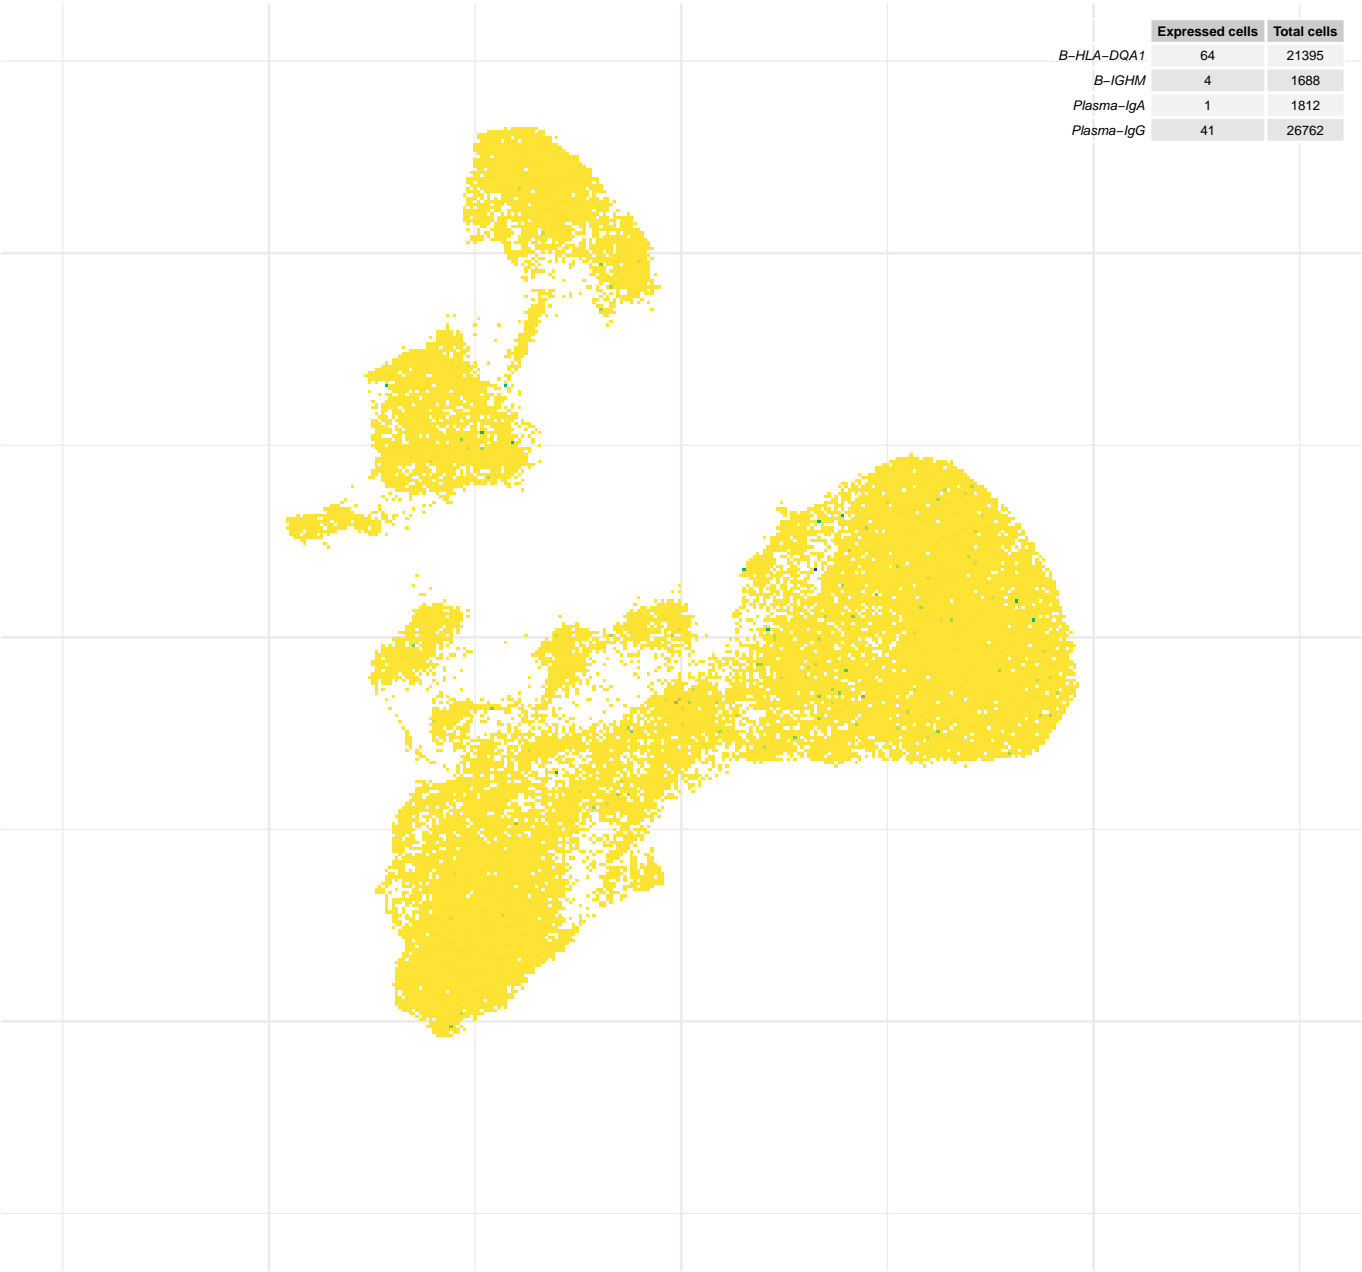 Expressed cells Total cells
B−HLA−DQA1 64 21395
B−IGHM 4 1688
Plasma−IgA 1 1812
Plasma−IgG 41 26762